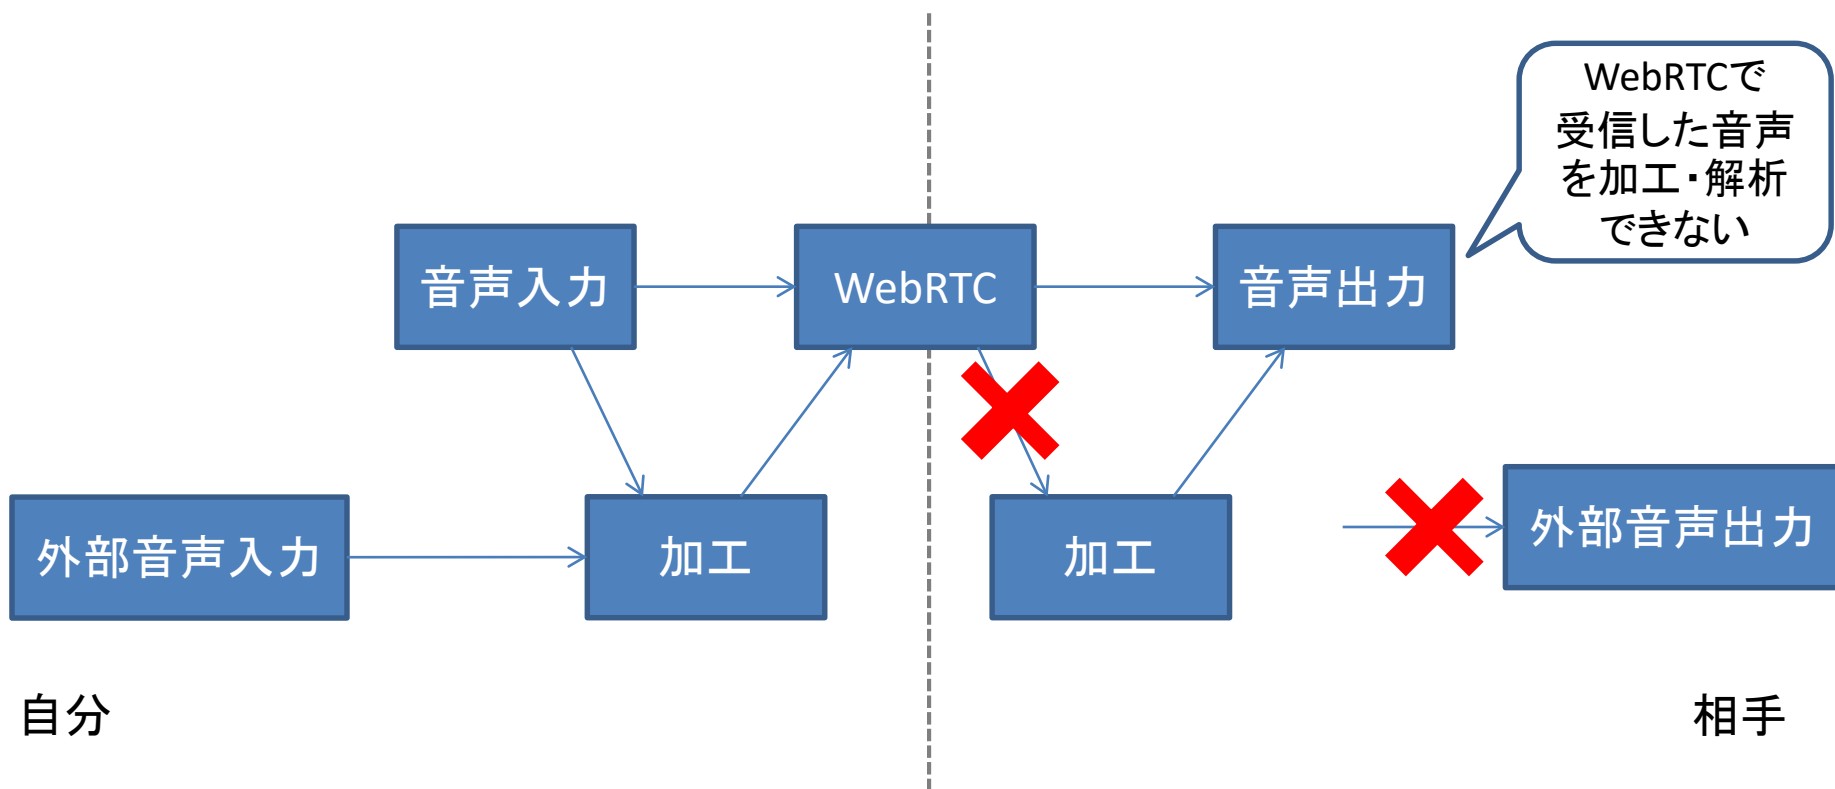 WebRTCで
受信した音声
を加工・解析
できない
音声入力
WebRTC
音声出力
外部音声入力
加工
加工
外部音声出力
自分
相手